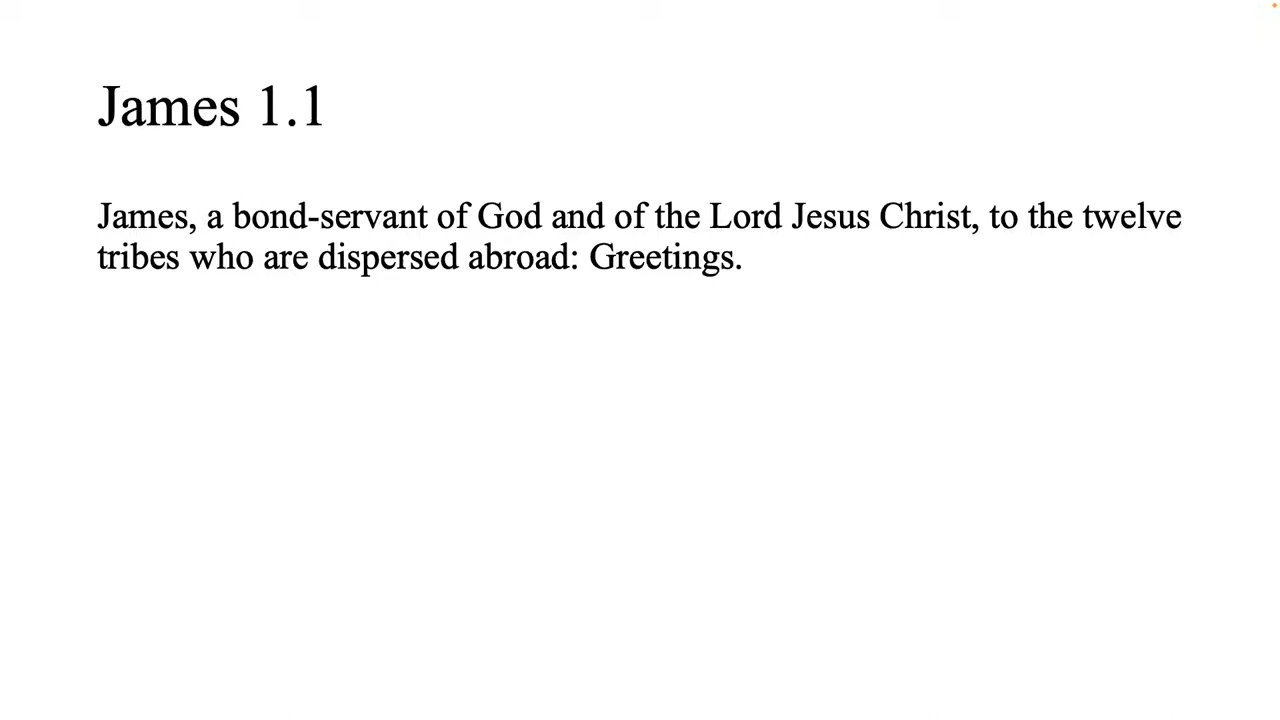 James 1.1
James, a bond-servant of God and of the Lord Jesus Christ, to the twelve
tribes who are dispersed abroad: Greetings.